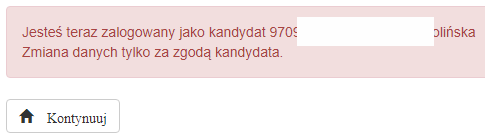 Jesteś teraz zalogowany jako kandydat 9709 olińska
Zmiana danych tylko za zgodą kandydata.
Kontynuuj